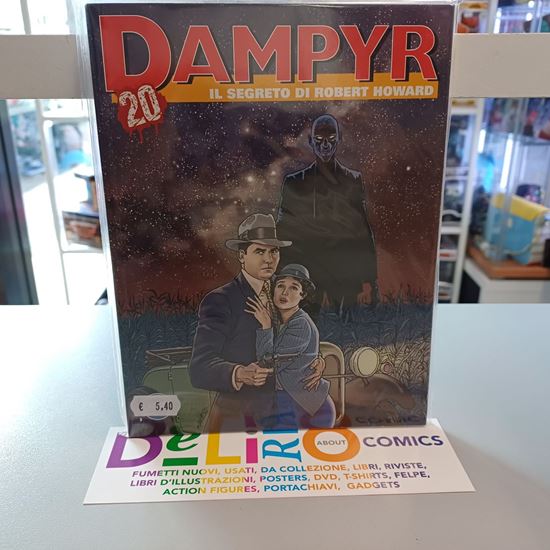 DAMPYR
20
IL SEGRETO DI ROBERT HOWARD
€ 5,40
DeLiRiO
ABOUT
COMICS
FUMETTI NUOVI, USATI, DA COLLEZIONE, LIBRI, RIVISTE,
LIBRI D'ILLUSTRAZIONI, POSTERS, DVD, T-SHIRTS, FELPE,
ACTION FIGURES, PORTACHIAVI, GADGETS